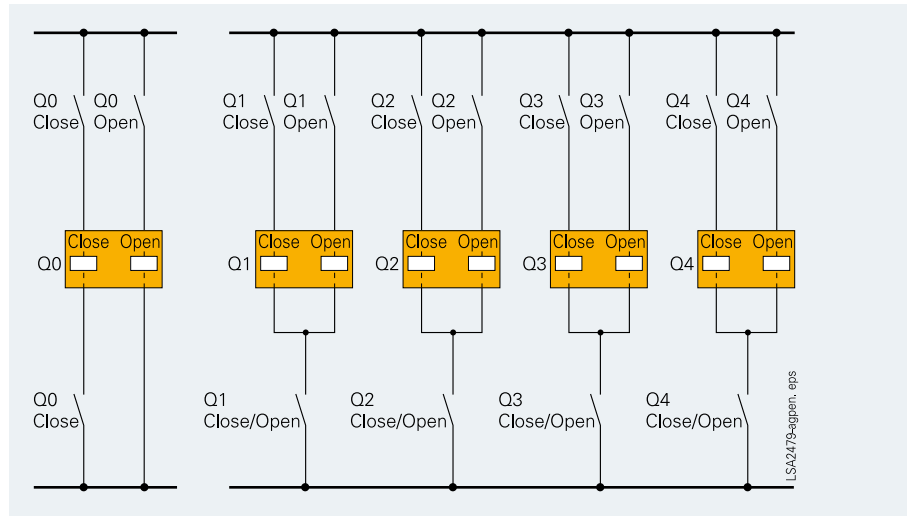 Q0 Q0 Q1 Q1 Q2 Q2 Q3 Q3 Q4 Q4
Close Open Close Open Close Open Close Open Close Open
Close Open Close Open Close Open Close Open Close Open
Q0 Q1 Q2 Q3 Q4
Q0 Q1 Q2 Q3 Q4
Close Close/Open Close/Open Close/Open Close/Open
LSA2479-agpen. eps